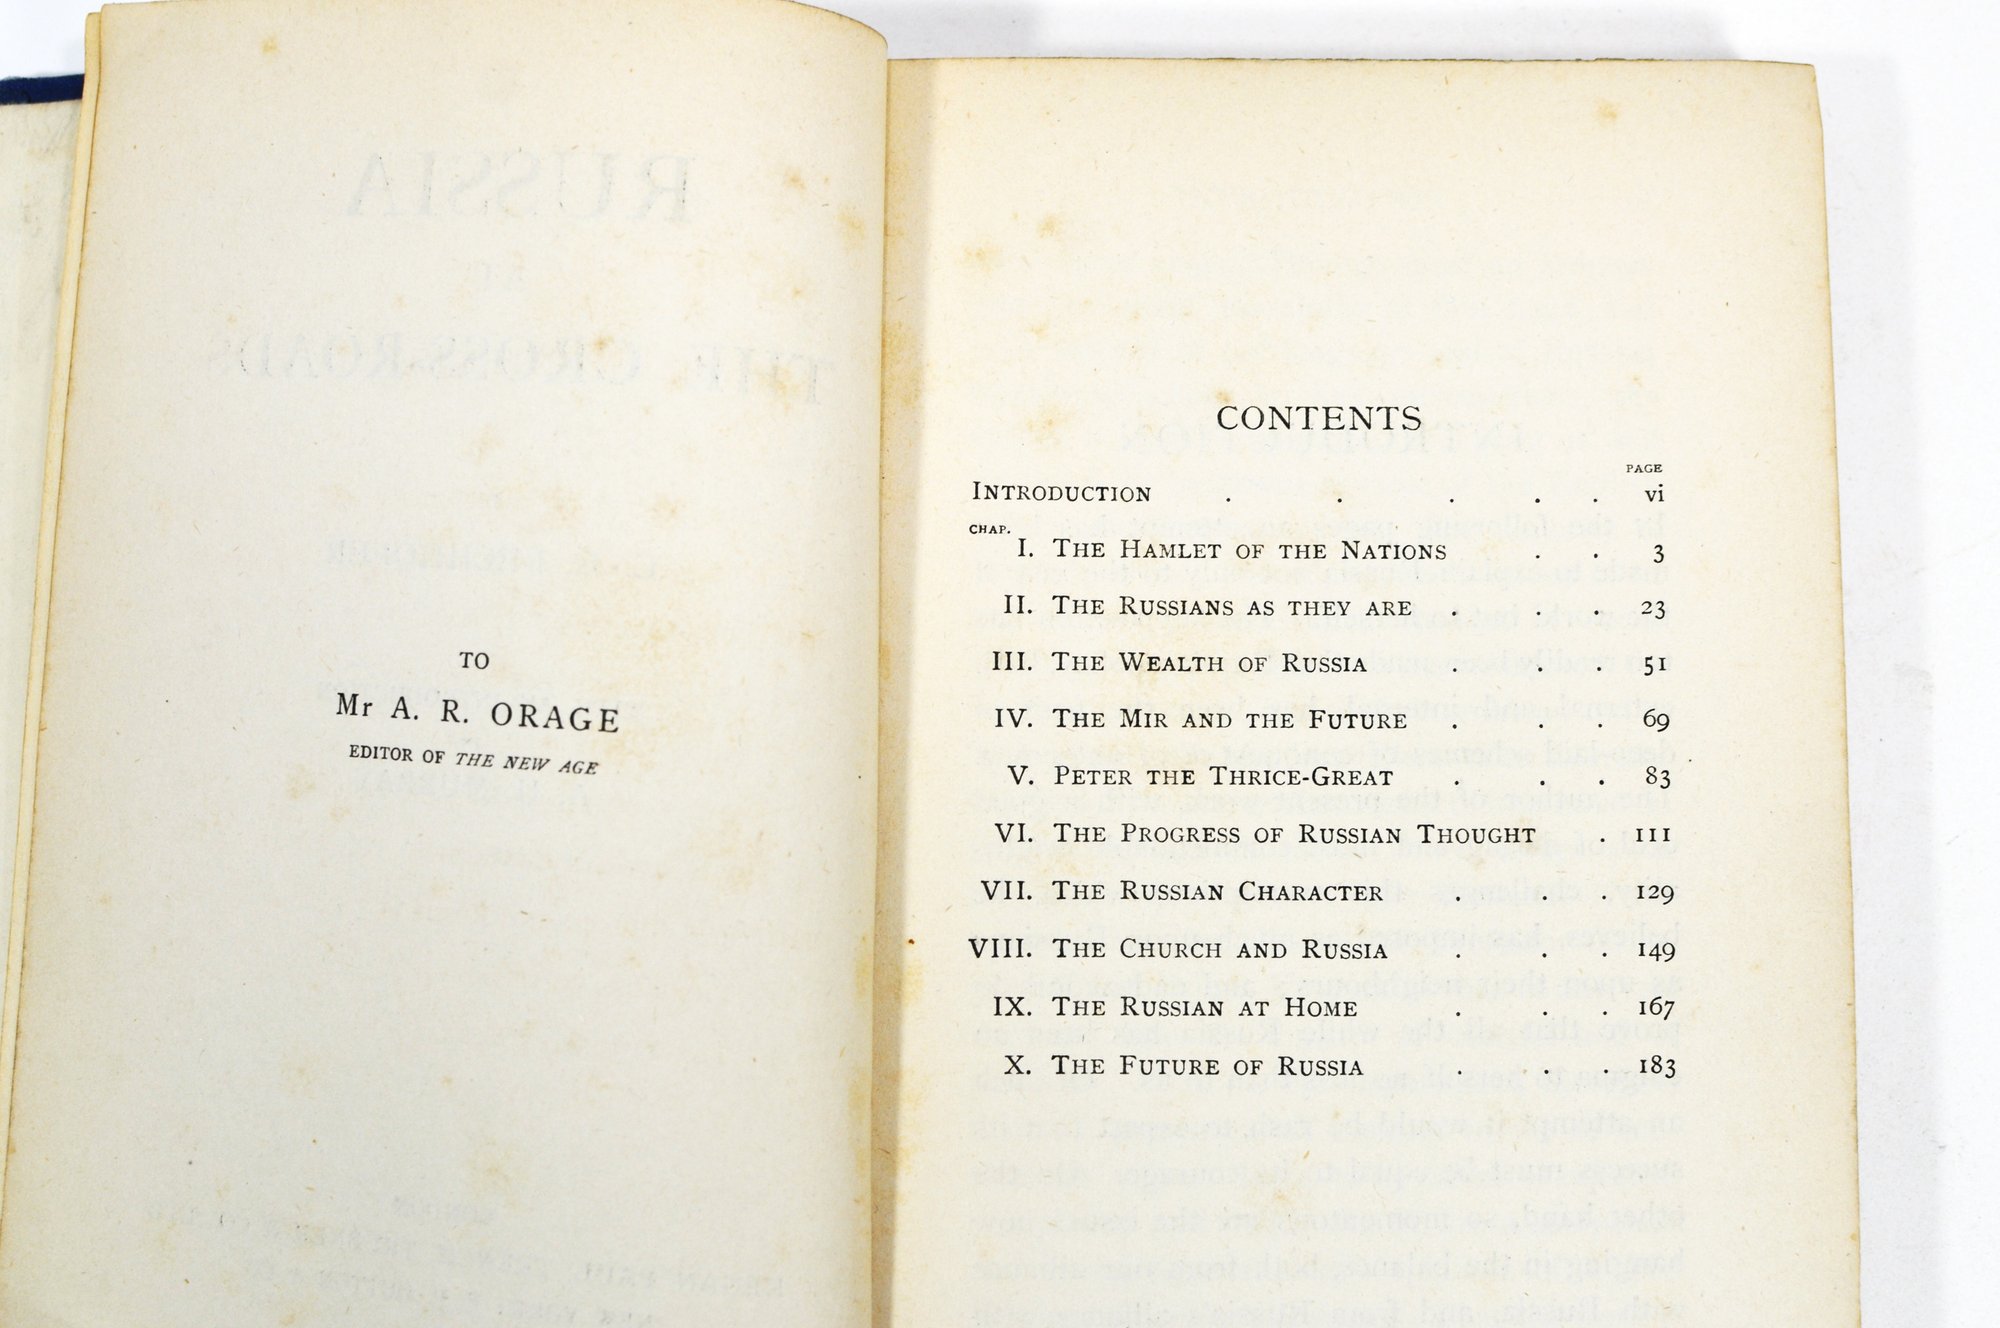 TO
Mr A. R. ORAGE
EDITOR OF THE NEW AGE
CONTENTS
PAGE
INTRODUCTION . . . . . vi
CHAP.
I. THE HAMLET OF THE NATIONS . . 3
II. THE RUSSIANS AS THEY ARE . . . 23
III. THE WEALTH OF RUSSIA . . . 51
IV. THE MIR AND THE FUTURE . . . 69
V. PETER THE THRICE-GREAT . . . 83
VI. THE PROGRESS OF RUSSIAN THOUGHT . 111
VII. THE RUSSIAN CHARACTER . . . 129
VIII. THE CHURCH AND RUSSIA . . . 149
IX. THE RUSSIAN AT HOME . . . 167
X. THE FUTURE OF RUSSIA . . . 183